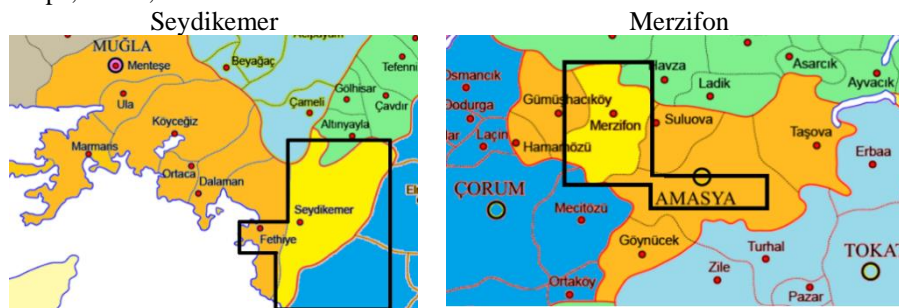 Seydikemer Merzifon
MUĞLA
Menteşe
Beyağaç
Tefenni
Ula
Gölhisar
Çameli
Çavdır
Köyceğiz
Altınyayla
Marmaris
Ortaca
Dalaman
Seydikemer
Fethiye
Osmancık
Havza
Asarcık
Ladik
Ayvacık
Dodurga
Gümüşhacıköy
Merzifon
Suluova
Taşova
Laçin
Hamamözü
Erbaa
ÇORUM
AMASYA
Mecitözü
Göynücek
Turhal
TOKAT
Zile
Ortaköy
Pazar